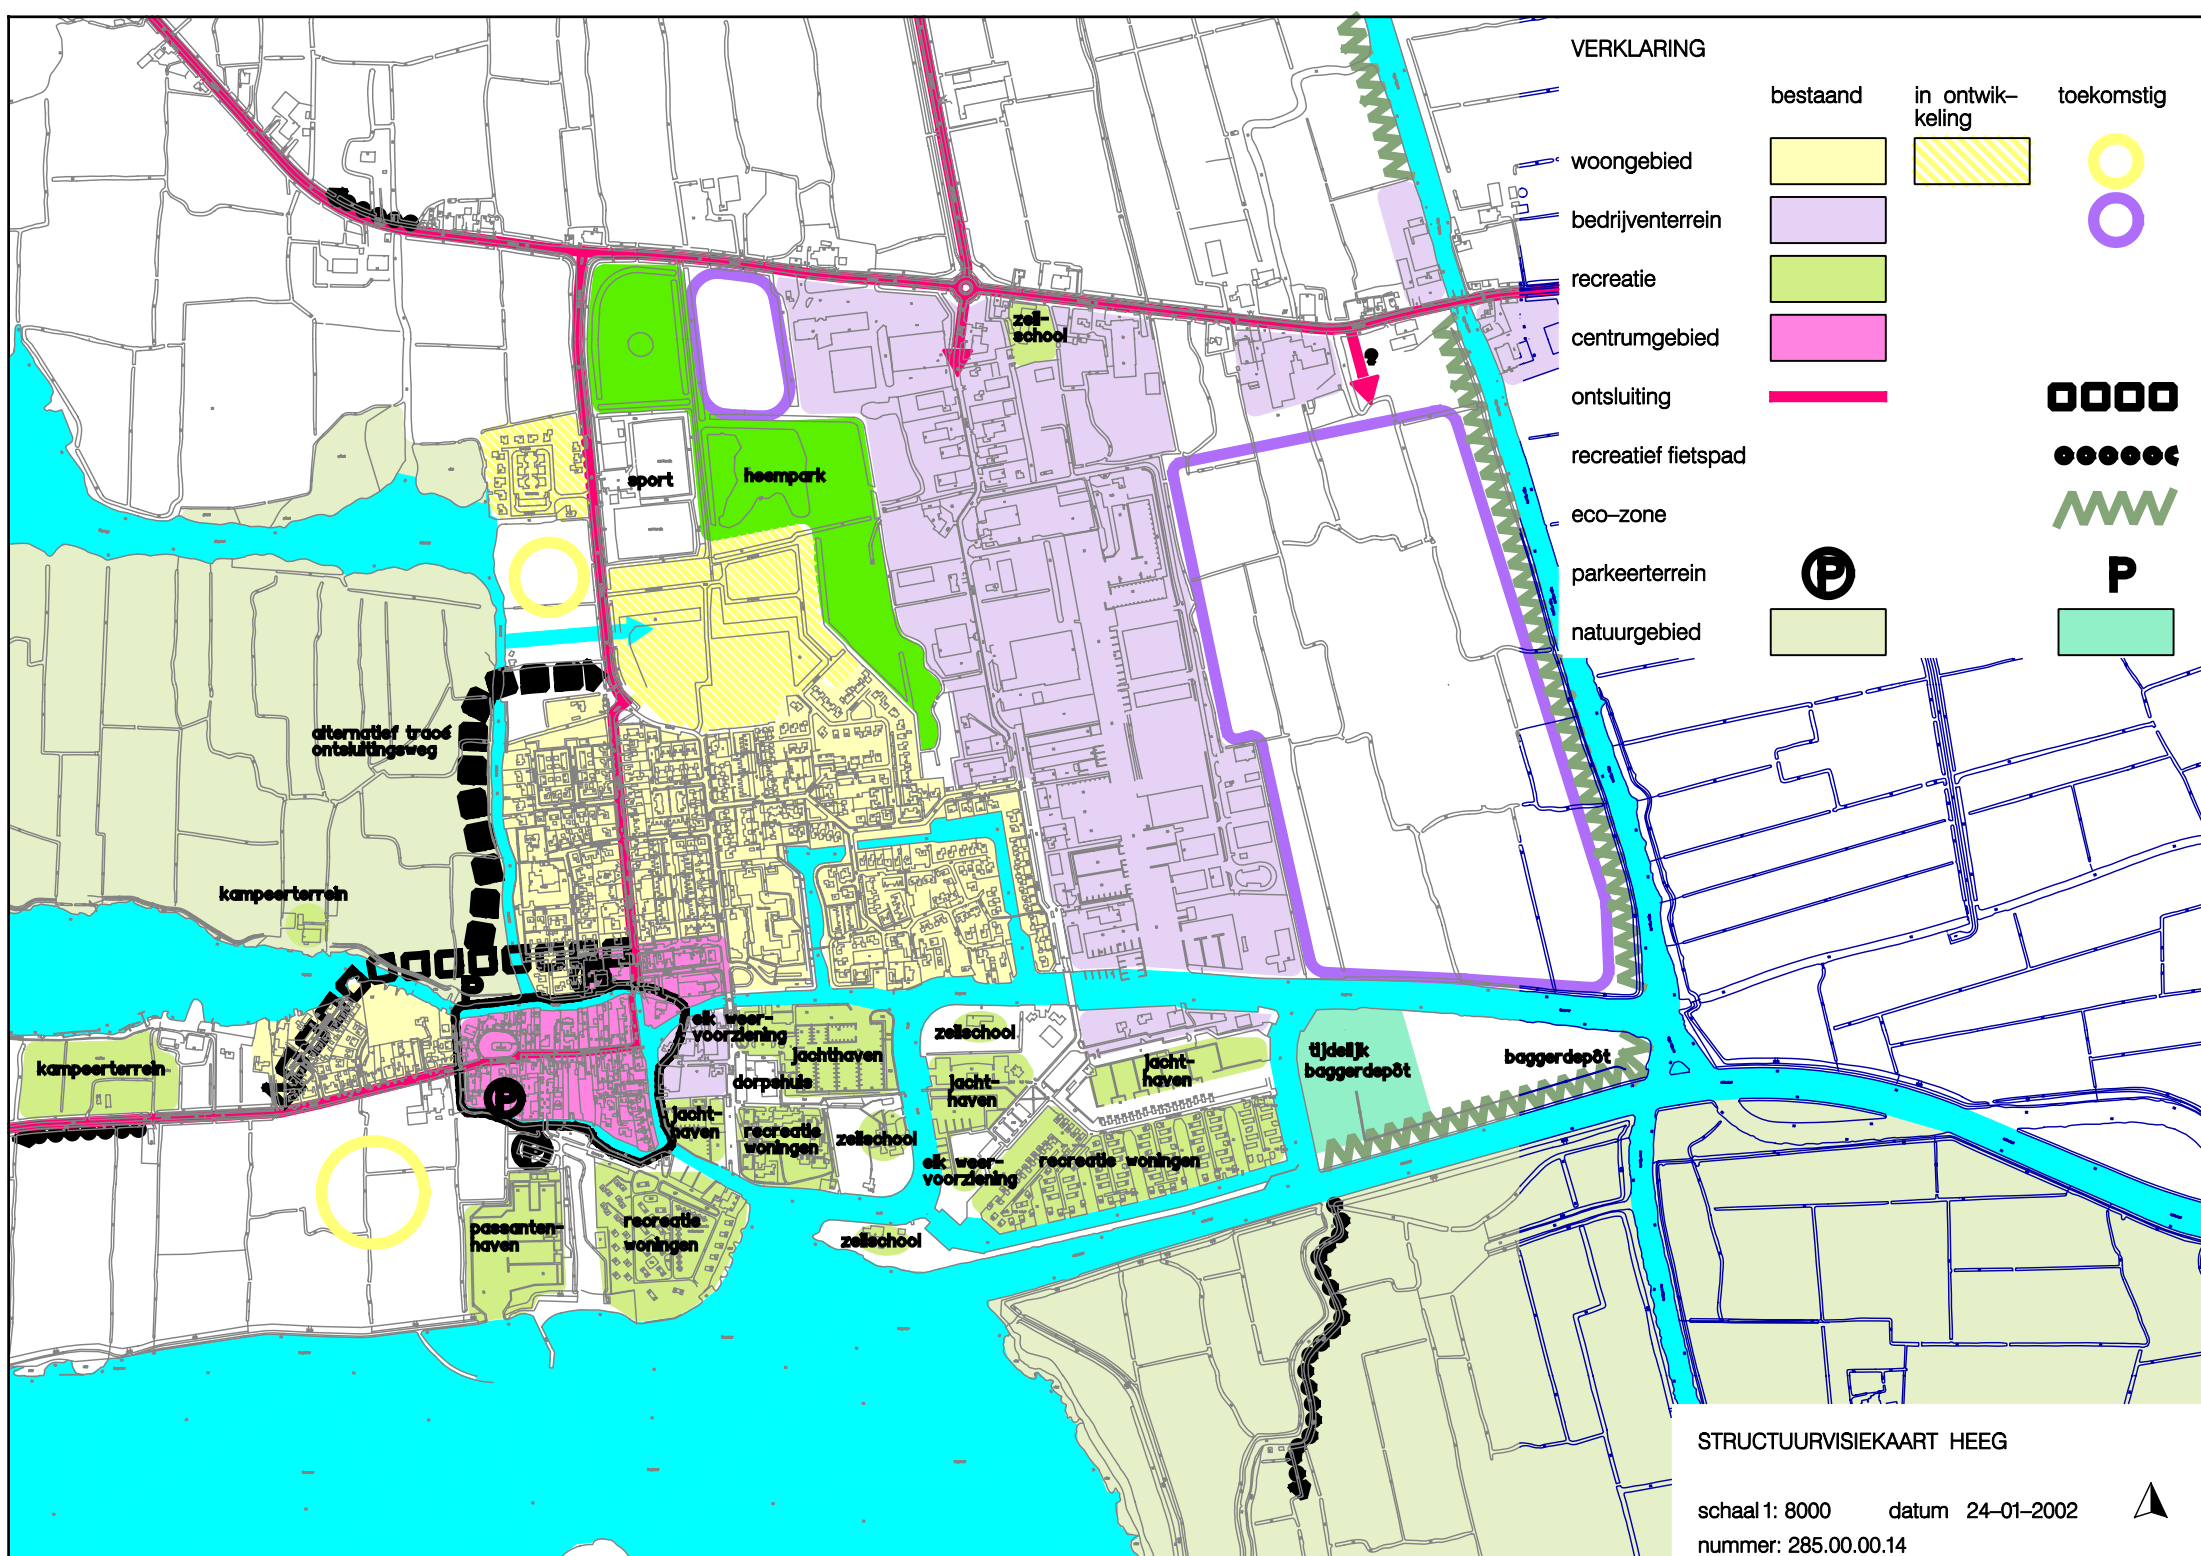 VERKLARING
bestaand
in ontwik–
keling
toekomstig
woongebied
bedrijventerrein
recreatie
centrumgebied
ontsluiting
recreatief fietspad
eco–zone
parkeerterrein
P
P
natuurgebied
zeil–
school
sport
heempark
alternatief tracé
ontsluitingsweg
kampeerterrein
kampeerterrein
elk weer–
voorziening
jachthaven
dorpshuis
zeilschool
jacht–
haven
jacht–
haven
tijdelijk
baggerdepôt
baggerdepôt
P
jacht–
haven
recreatie
woningen
zeilschool
elk weer–
voorziening
recreatie woningen
passanten–
haven
recreatie
woningen
zeilschool
STRUCTUURVISIEKAART HEEG
schaal 1: 8000
datum 24–01–2002
nummer: 285.00.00.14